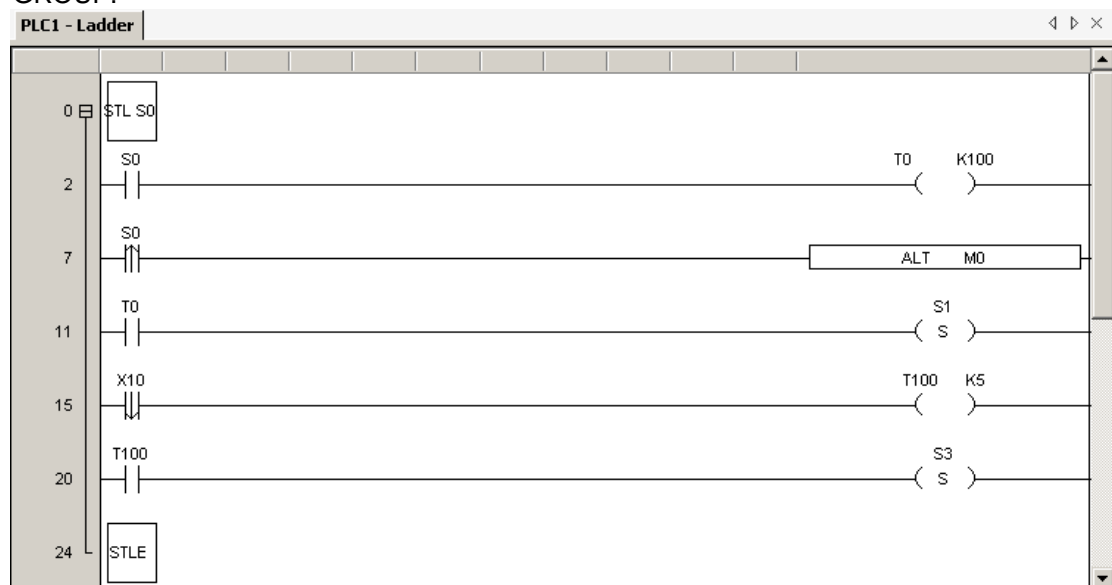 PLC1 - Ladder
0 STL S0
S0 T0 K100
2
S0
7 ALT M0
T0 S1
11 S
X10 T100 K5
15
T100 S3
20 S
24 STLE